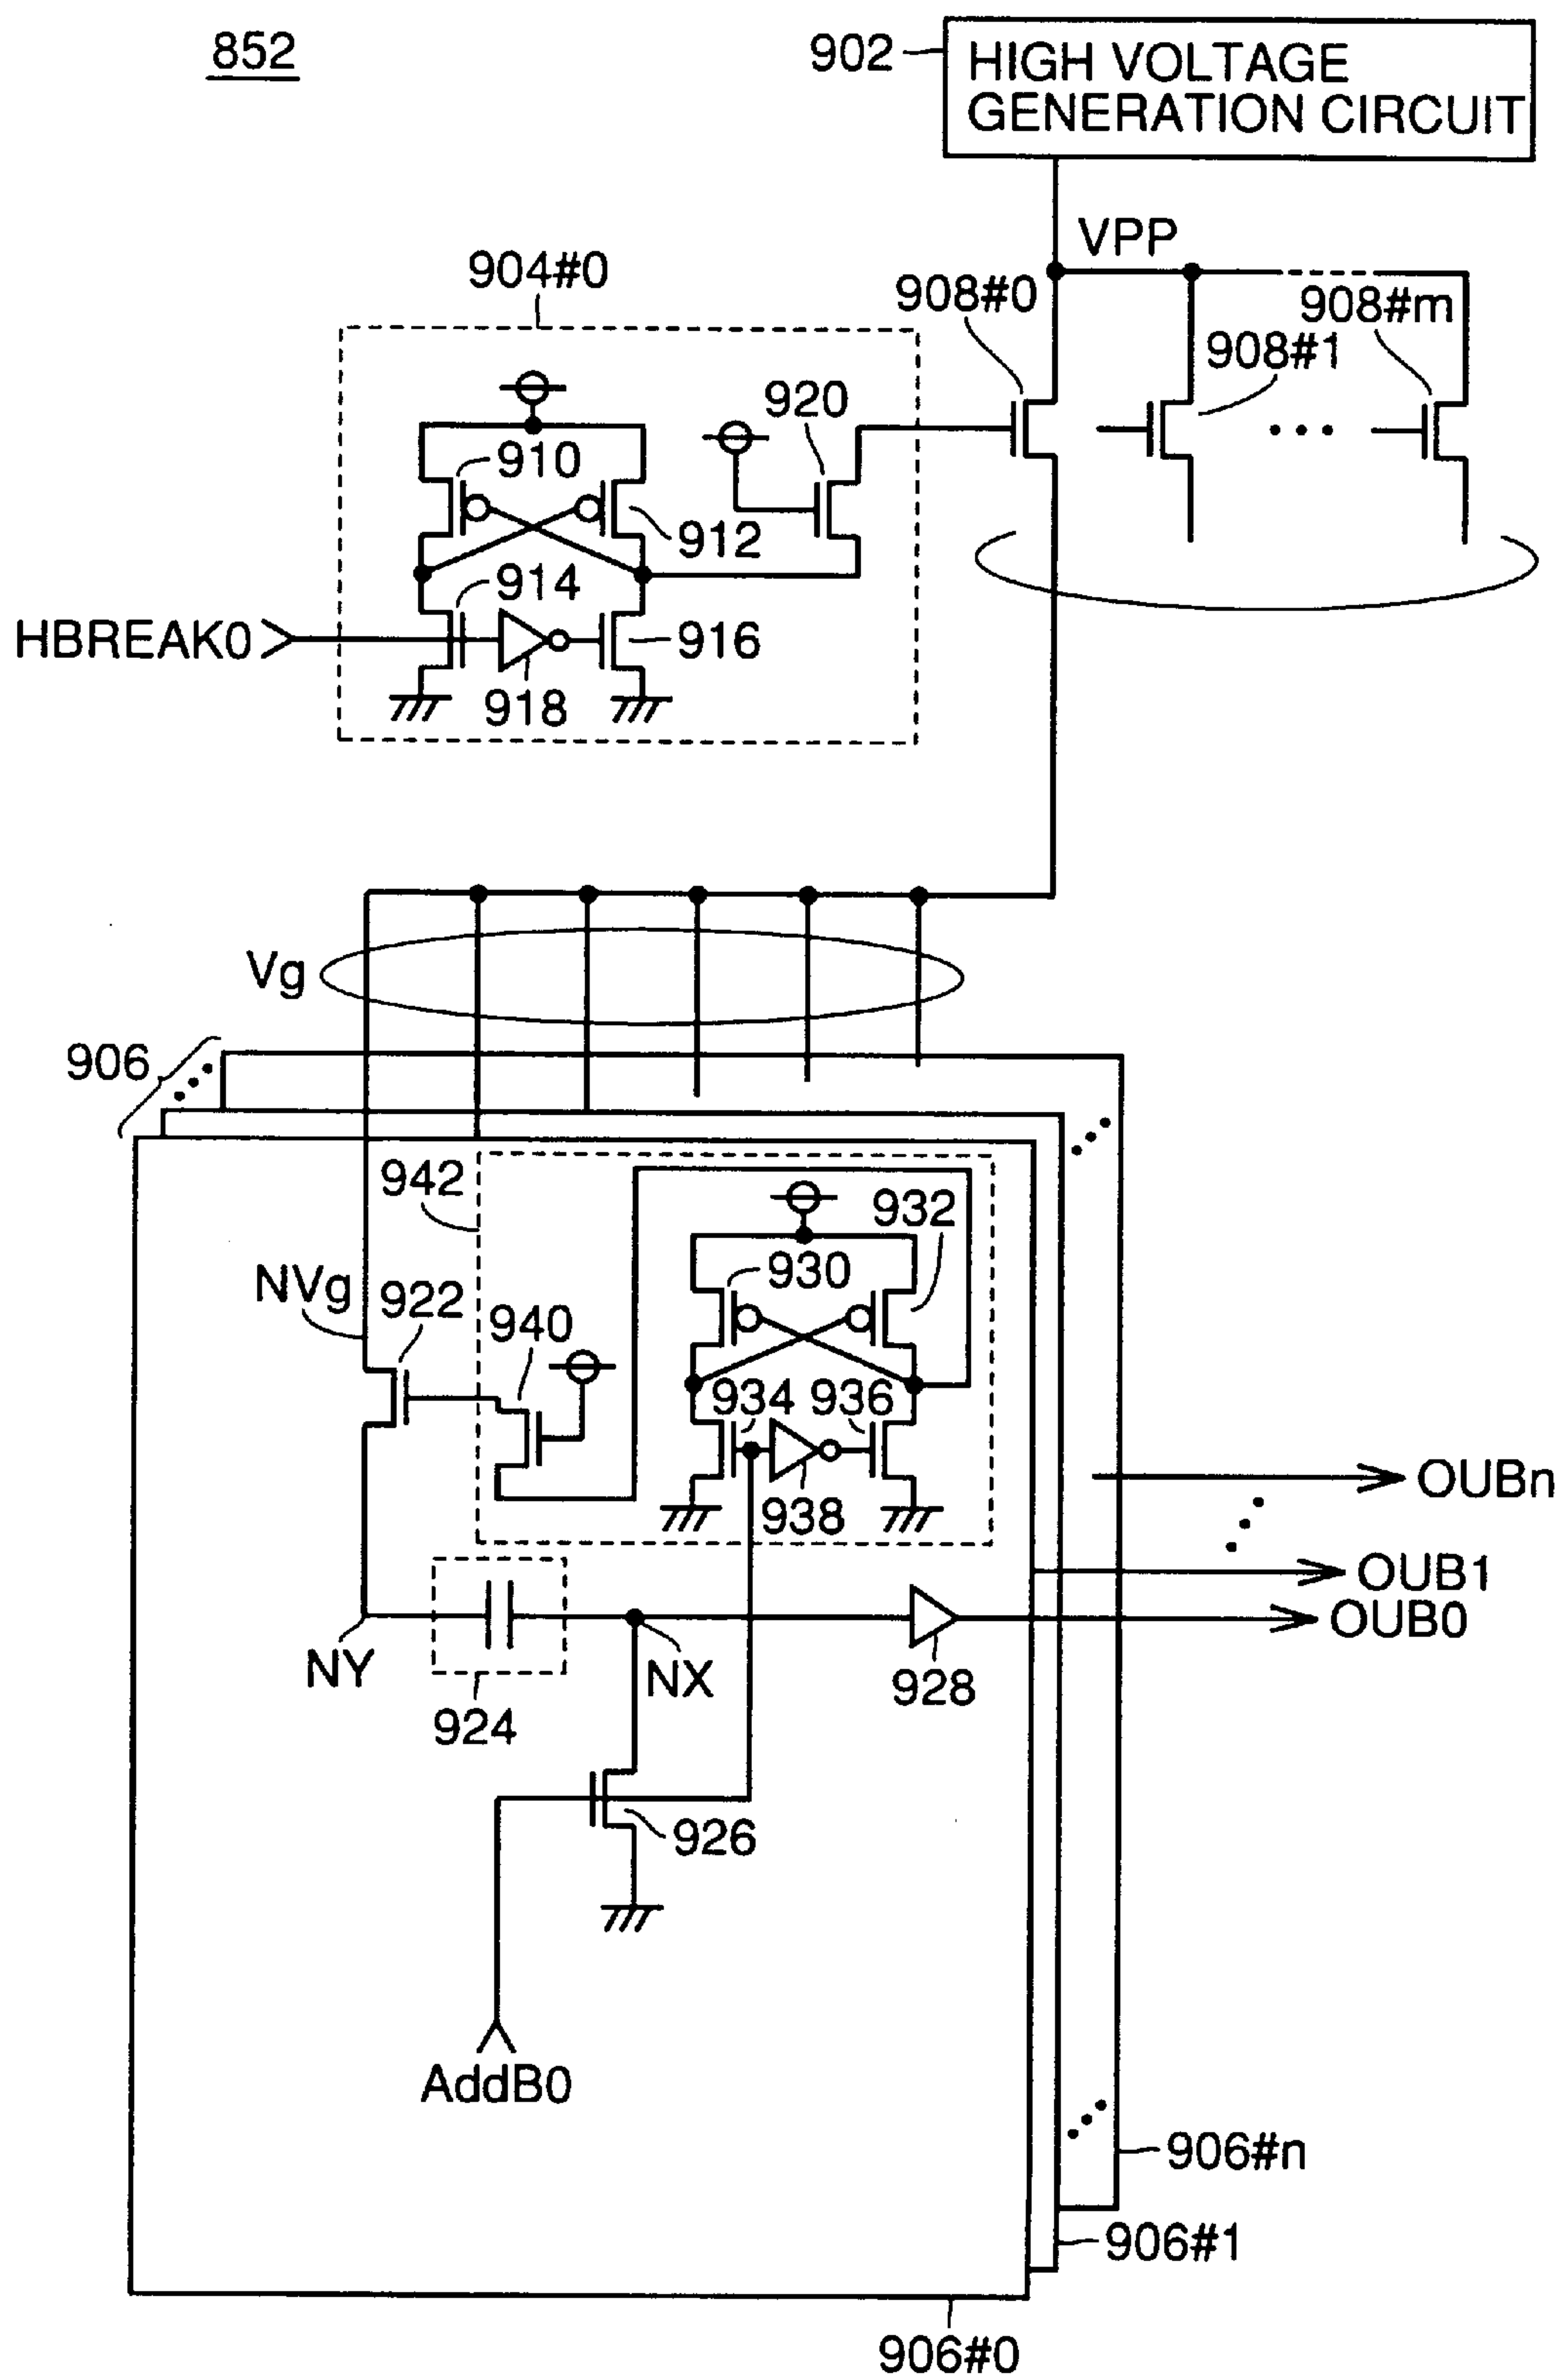 852
902
HIGH VOLTAGE
GENERATION CIRCUIT
VPP
904#0
908#0
908#m
908#1
920
910
912
914
HBREAK0
916
918
Vg
906
942
932
930
NVg
922
940
934
936
938
OUBn
OUB1
OUB0
NY
NX
928
924
926
AddB0
906#n
906#1
906#0